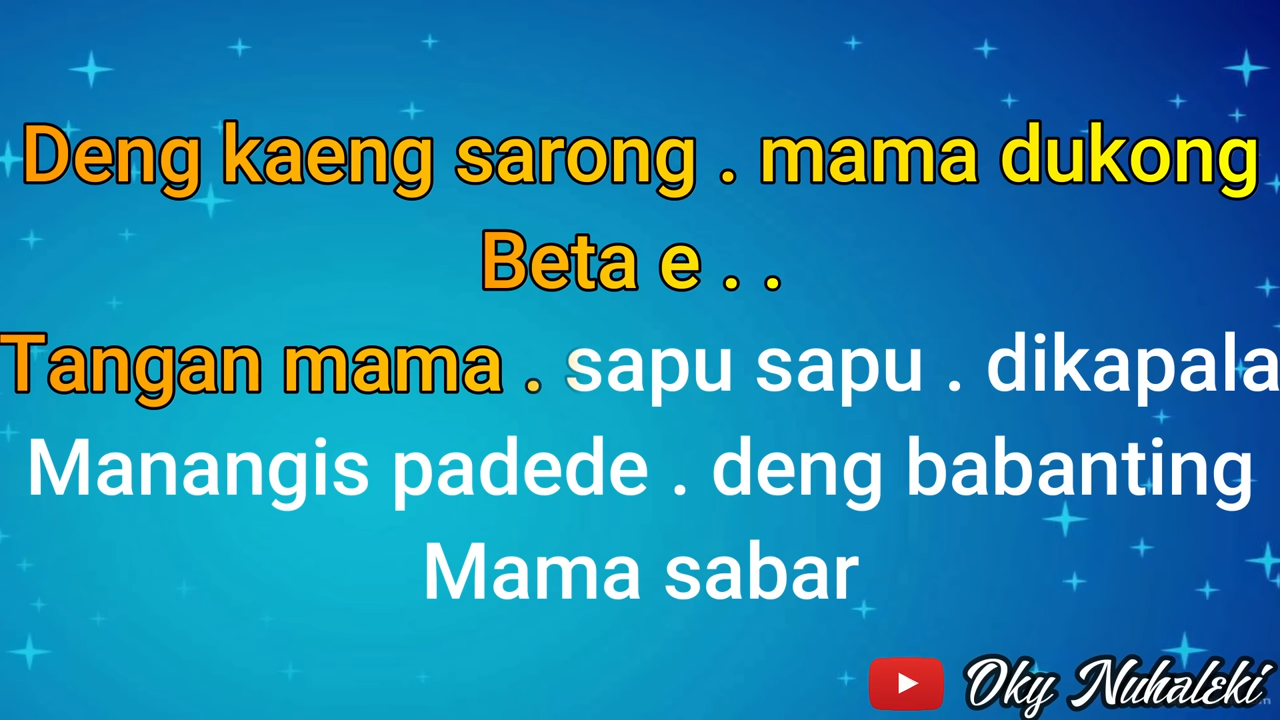 Deng kaeng sarong . mama dukong
Beta e . .
Tangan mama . sapu sapu . dikapala
Manangis padede . deng babanting
Mama sabar
Oky Nuhaleki